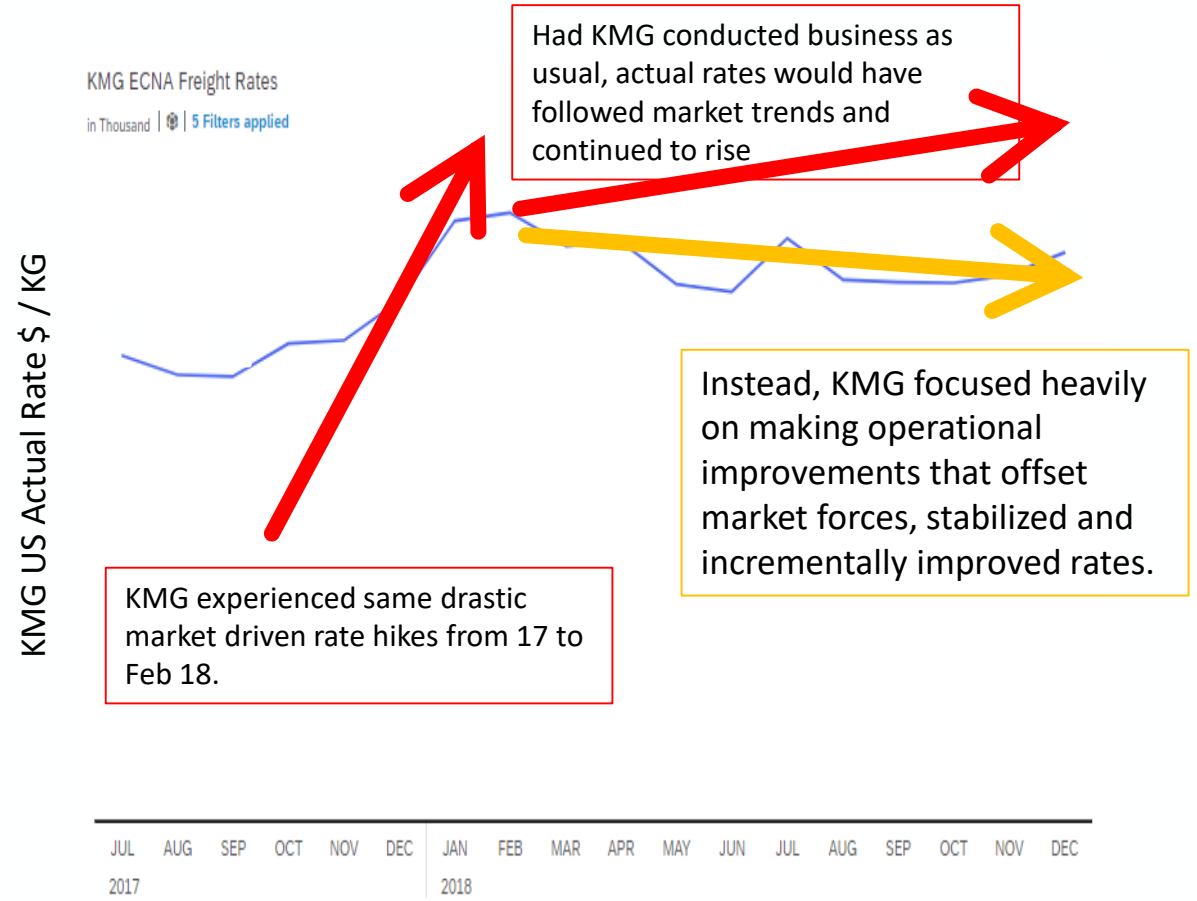 KMG ECNA Freight Rates
in Thousand | | 5 Filters applied
Had KMG conducted business as
usual, actual rates would have
followed market trends and
continued to rise
KMG US Actual Rate $ / KG
Instead, KMG focused heavily
on making operational
improvements that offset
market forces, stabilized and
incrementally improved rates.
KMG experienced same drastic
market driven rate hikes from 17 to
Feb 18.
JUL AUG SEP OCT NOV DEC JAN FEB MAR APR MAY JUN JUL AUG SEP OCT NOV DEC
2017 2018